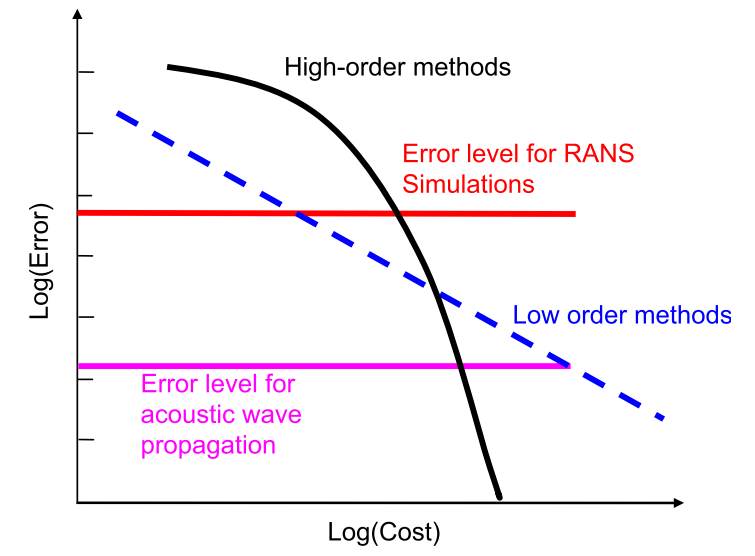 High-order methods
Error level for RANS
Simulations
Log(Error)
Low order methods
Error level for
acoustic wave
propagation
Log(Cost)